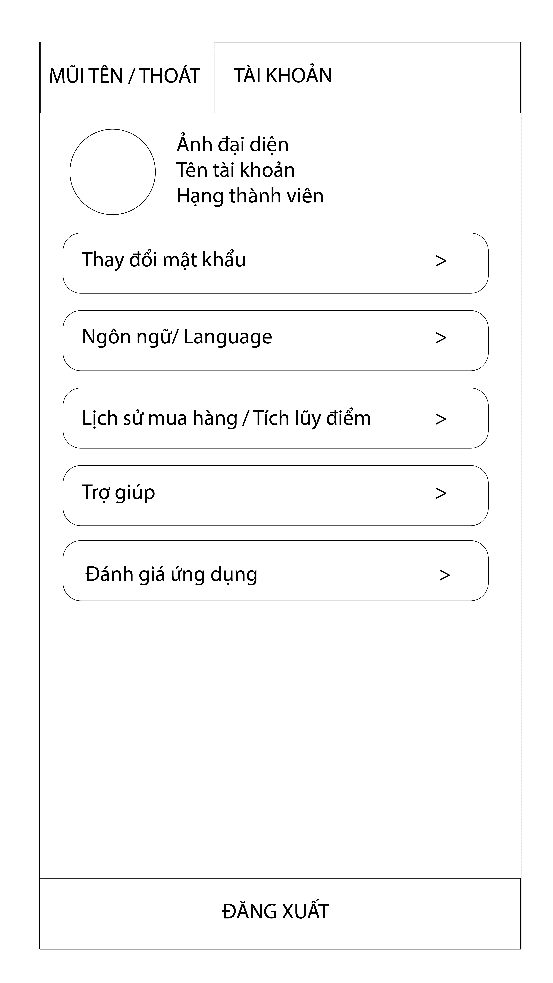 MŨI TÊN / THOÁT TÀI KHOẢN
Ảnh đại diện
Tên tài khoản
Hạng thành viên
Thay đổi mật khẩu >
Ngôn ngữ/ Language >
Lịch sử mua hàng / Tích lũy điểm >
Trợ giúp >
Đánh giá ứng dụng >
ĐĂNG XUẤT